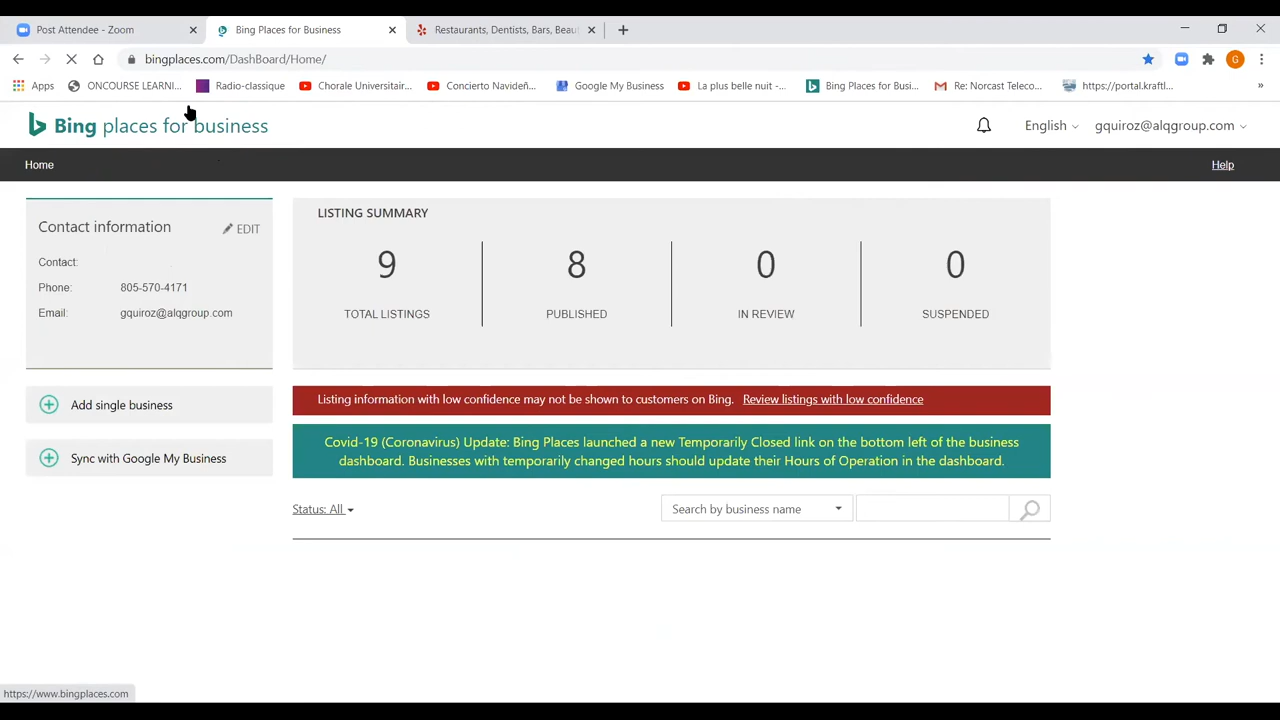 Post Attendee - Zoom
Bing Places for Business
Restaurants, Dentists, Bars, Beau
bingplaces.com/DashBoard/Home/
G
Apps
ONCOURSE LEARNI...
Radio-classique
Chorale Universitair...
Concierto Navideñ...
Google My Business
La plus belle nuit -...
Bing Places for Busi...
Re: Norcast Teleco...
https://portal.kraftl...
»
Bing places for business
English
gquiroz@alqgroup.com
Home
Help
Contact information
EDIT
Contact:
Phone: 805-570-4171
Email: gquiroz@alqgroup.com
Add single business
Sync with Google My Business
LISTING SUMMARY
9 8 0 0
TOTAL LISTINGS PUBLISHED IN REVIEW SUSPENDED
Listing information with low confidence may not be shown to customers on Bing. Review listings with low confidence
Covid-19 (Coronavirus) Update: Bing Places launched a new Temporarily Closed link on the bottom left of the business
dashboard. Businesses with temporarily changed hours should update their Hours of Operation in the dashboard.
Status: All
Search by business name
https://www.bingplaces.com